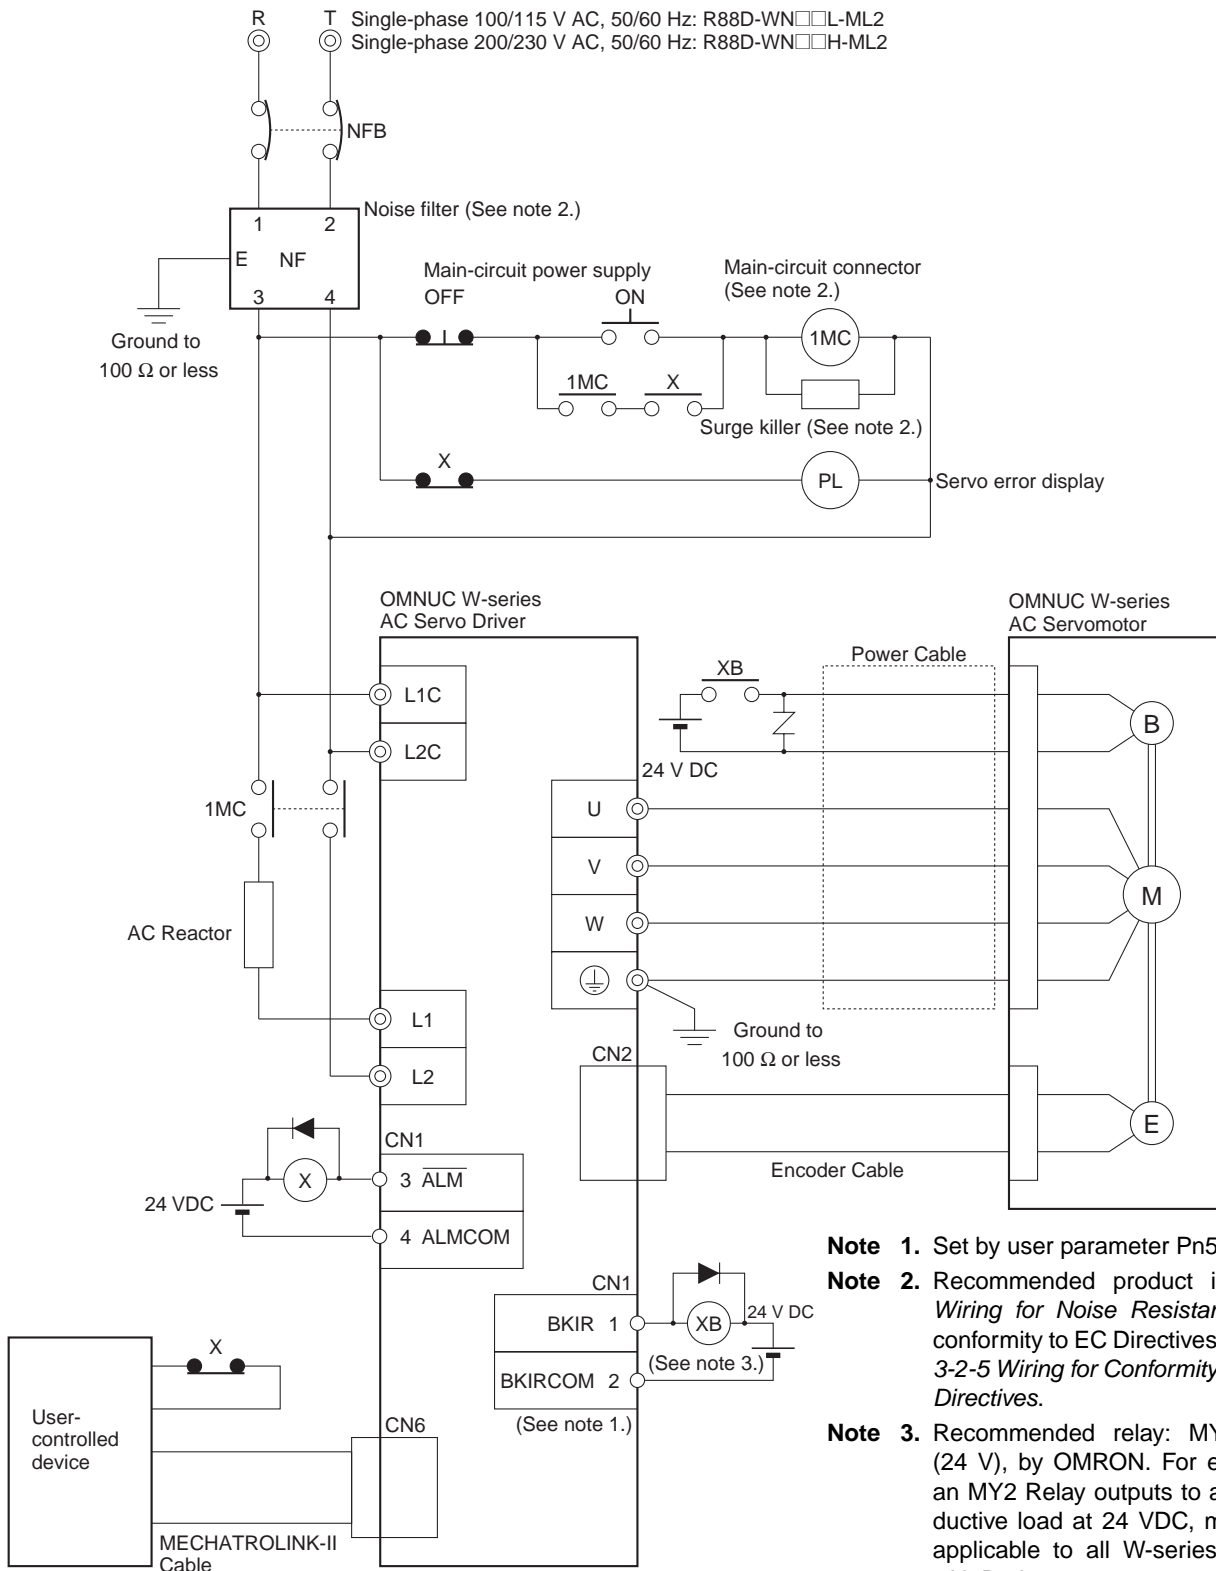 R T Single-phase 100/115 V AC, 50/60 Hz: R88D-WN□□L-ML2
Single-phase 200/230 V AC, 50/60 Hz: R88D-WN□□H-ML2
NFB
Noise filter (See note 2.)
1 2
E NF
3 4
Ground to
100 Ω or less
Main-circuit power supply
OFF ON
Main-circuit connector
(See note 2.)
1MC
1MC X
Surge killer (See note 2.)
X
PL
Servo error display
OMNUC W-series
AC Servo Driver
OMNUC W-series
AC Servomotor
Power Cable
XB
L1C
L2C
24 V DC
B
1MC
U
V
W
M
AC Reactor
L1
L2
Ground to
100 Ω or less
CN2
E
Encoder Cable
CN1
X
3 ALM
24 VDC
4 ALMCOM
CN1
BKIR 1
XB
24 V DC
(See note 3.)
BKIRCOM 2
(See note 1.)
X
User-
controlled
device
CN6
MECHATROLINK-II
Cable
Note 1. Set by user parameter Pn5
Note 2. Recommended product i
Wiring for Noise Resistar
conformity to EC Directives
3-2-5 Wiring for Conformity
Directives.
Note 3. Recommended relay: MY
(24 V), by OMRON. For e
an MY2 Relay outputs to a
ductive load at 24 VDC, m
applicable to all W-series